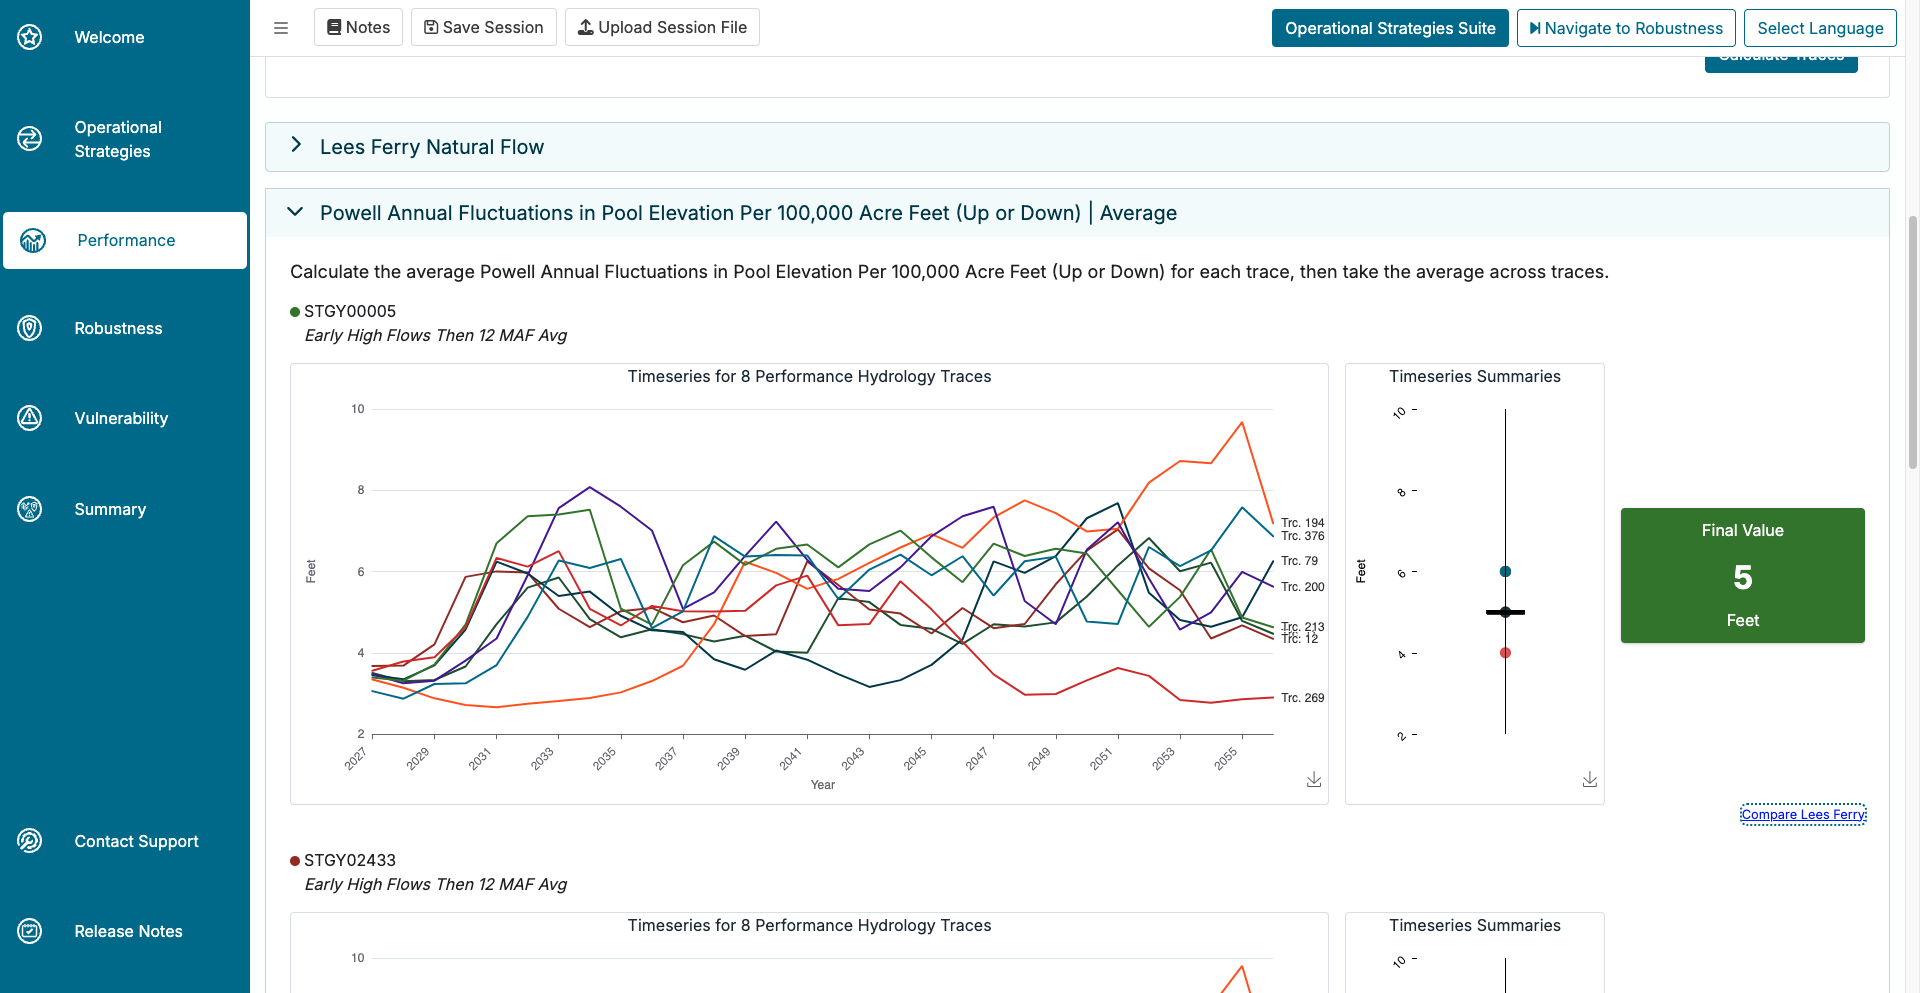 Welcome
Operational
Strategies
Performance
Robustness
Vulnerability
Summary
Contact Support
Release Notes
Notes
Save Session
Upload Session File
Operational Strategies Suite
Navigate to Robustness
Select Language
Calculate Traces
Lees Ferry Natural Flow
Powell Annual Fluctuations in Pool Elevation Per 100,000 Acre Feet (Up or Down) | Average
Calculate the average Powell Annual Fluctuations in Pool Elevation Per 100,000 Acre Feet (Up or Down) for each trace, then take the average across traces.
STGY00005
Early High Flows Then 12 MAF Avg
Timeseries for 8 Performance Hydrology Traces
10
8
6
4
2
Feet
2027
2029
2031
2033
2035
2037
2039
2041
2043
2045
2047
2049
2051
2053
2055
Year
Trc. 194
Trc. 376
Trc. 79
Trc. 200
Trc. 213
Trc. 12
Trc. 269
Timeseries Summaries
10
8
6
4
2
Feet
Final Value
5
Feet
Compare Lees Ferry
STGY02433
Early High Flows Then 12 MAF Avg
Timeseries for 8 Performance Hydrology Traces
10
Timeseries Summaries
10